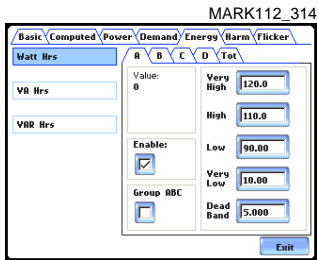 MARK112_314
Basic Computed Power Demand Energy Harm Flicker
Watt Hrs
VA Hrs
VAR Hrs
A B C D Tot
Value:
0
Enable:
Group ABC
Very High 120.0
High 110.0
Low 90.00
Very Low 10.00
Dead Band 5.000
Exit